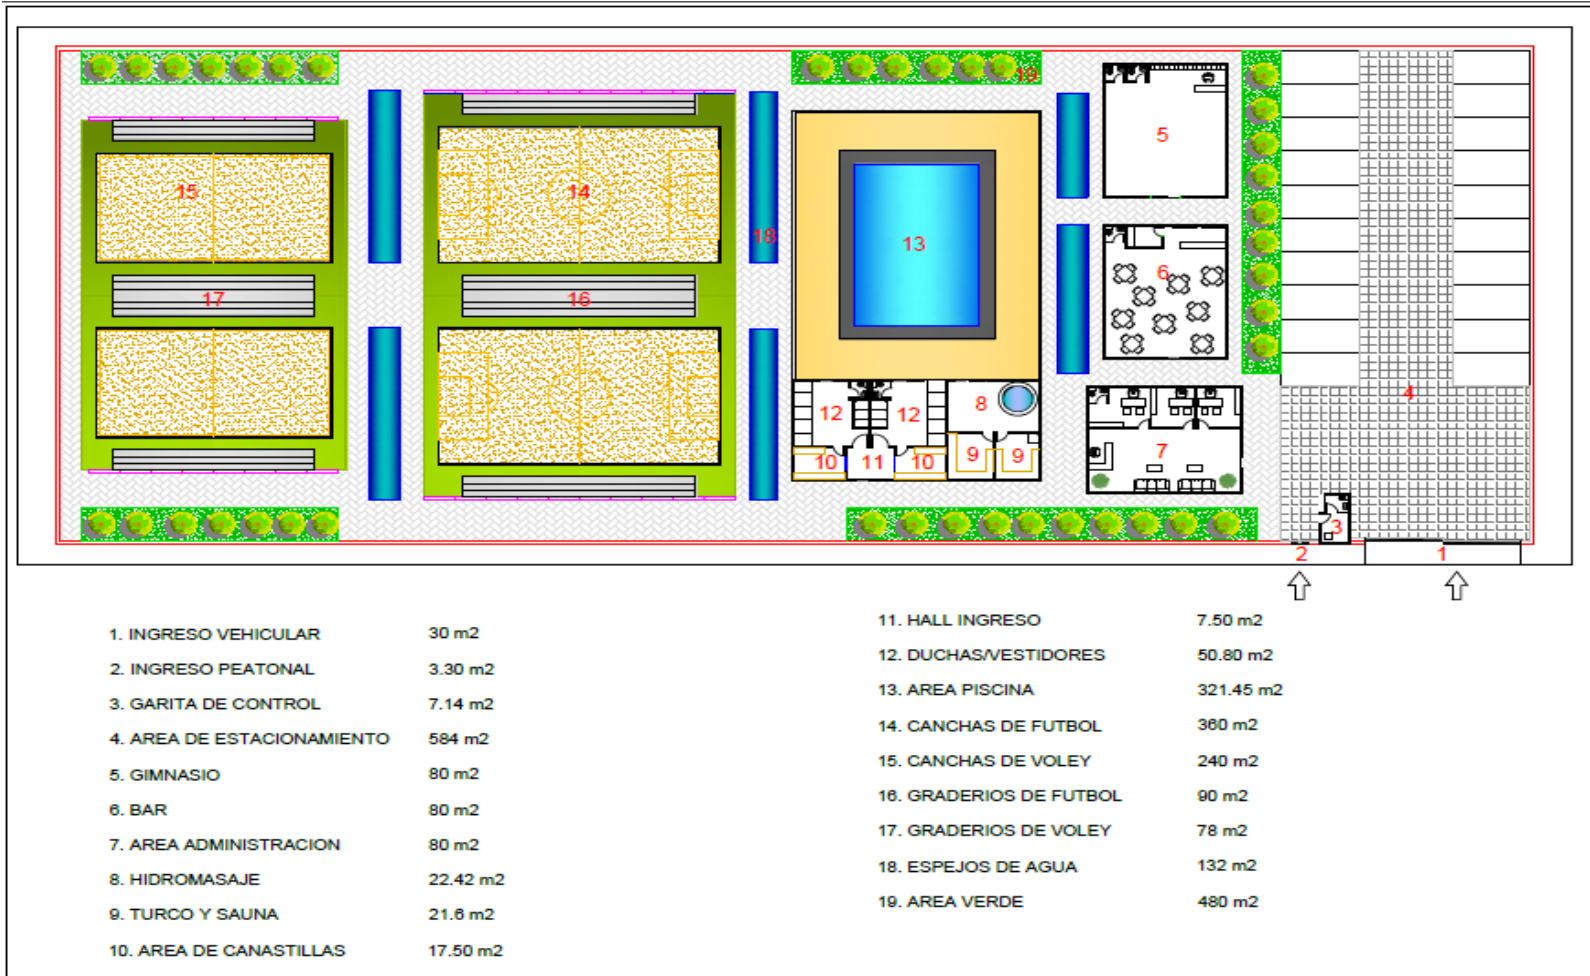 19
5
15
14
18
13
6
17
16
4
12
12
8
10
11
10
9
9
7
3
2
1
1. INGRESO VEHICULAR 30 m2
2. INGRESO PEATONAL 3.30 m2
3. GARITA DE CONTROL 7.14 m2
4. AREA DE ESTACIONAMIENTO 584 m2
5. GIMNASIO 80 m2
6. BAR 80 m2
7. AREA ADMINISTRACION 80 m2
8. HIDROMASAJE 22.42 m2
9. TURCO Y SAUNA 21.6 m2
10. AREA DE CANASTILLAS 17.50 m2
11. HALL INGRESO 7.50 m2
12. DUCHAS/VESTIDORES 50.80 m2
13. AREA PISCINA 321.45 m2
14. CANCHAS DE FUTBOL 360 m2
15. CANCHAS DE VOLEY 240 m2
16. GRADERIOS DE FUTBOL 90 m2
17. GRADERIOS DE VOLEY 78 m2
18. ESPEJOS DE AGUA 132 m2
19. AREA VERDE 480 m2